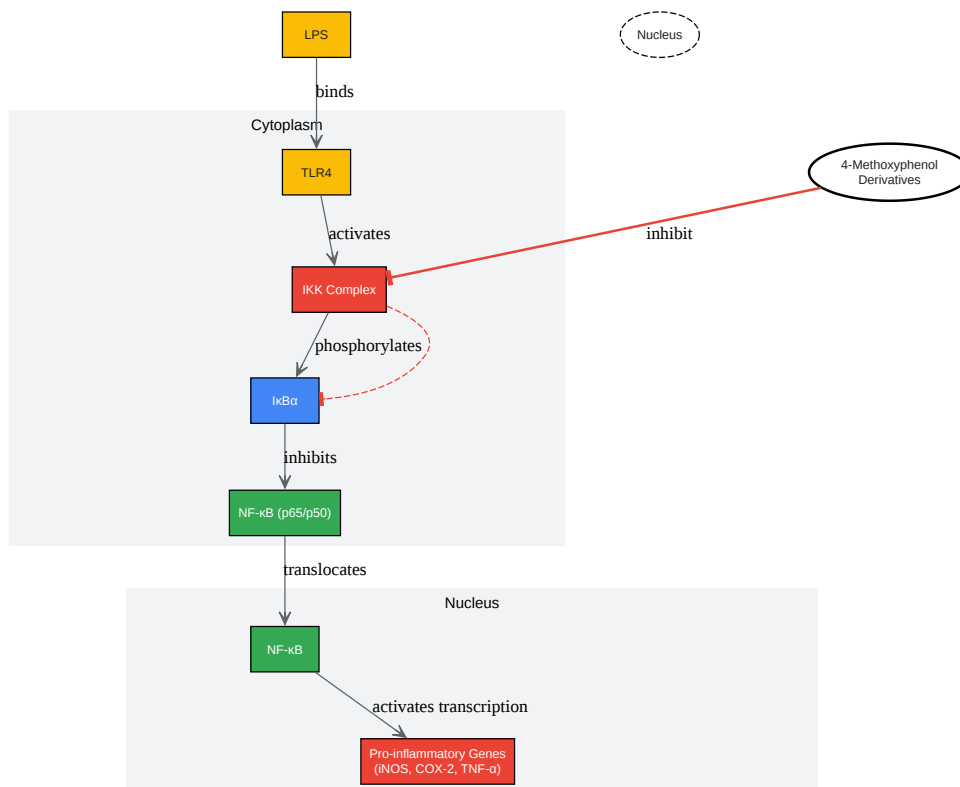 LPS
Nucleus
binds
Cytoplasm
TLR4
4-Methoxyphenol
Derivatives
activates
inhibit
IKK Complex
phosphorylates
IκBα
inhibits
NF-κB (p65/p50)
translocates
Nucleus
NF-κB
activates transcription
Pro-inflammatory Genes
(iNOS, COX-2, TNF-α)